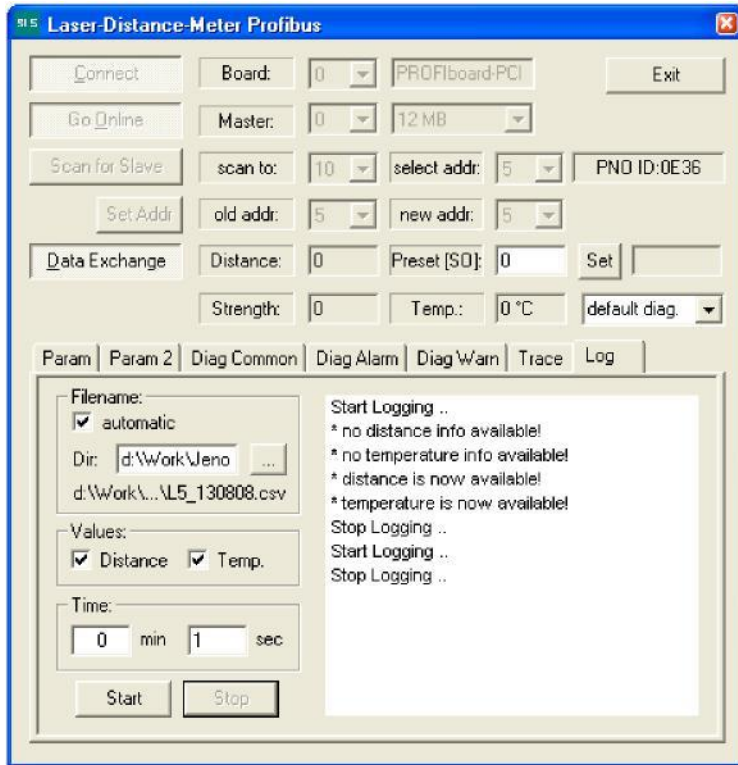 SLS Laser-Distance-Meter Profibus
Connect Board: 0 PROFIboard-PCI Exit
Go Online Master: 0 12 MB
Scan for Slave scan to: 10 select addr: 5 PNO ID:0E36
Set Addr old addr: 5 new addr: 5
Data Exchange Distance: 0 Preset [SO]: 0 Set
Strength: 0 Temp.: 0 °C default diag.
Param Param 2 Diag Common Diag Alarm Diag Warn Trace Log
Filename:
automatic
Dir: d:\Work\Jeno ...
d:\Work\...\L5_130808.csv
Values:
Distance Temp.
Time:
0 min 1 sec
Start Stop
Start Logging ..
* no distance info available!
* no temperature info available!
* distance is now available!
* temperature is now available!
Stop Logging ..
Start Logging ..
Stop Logging ..